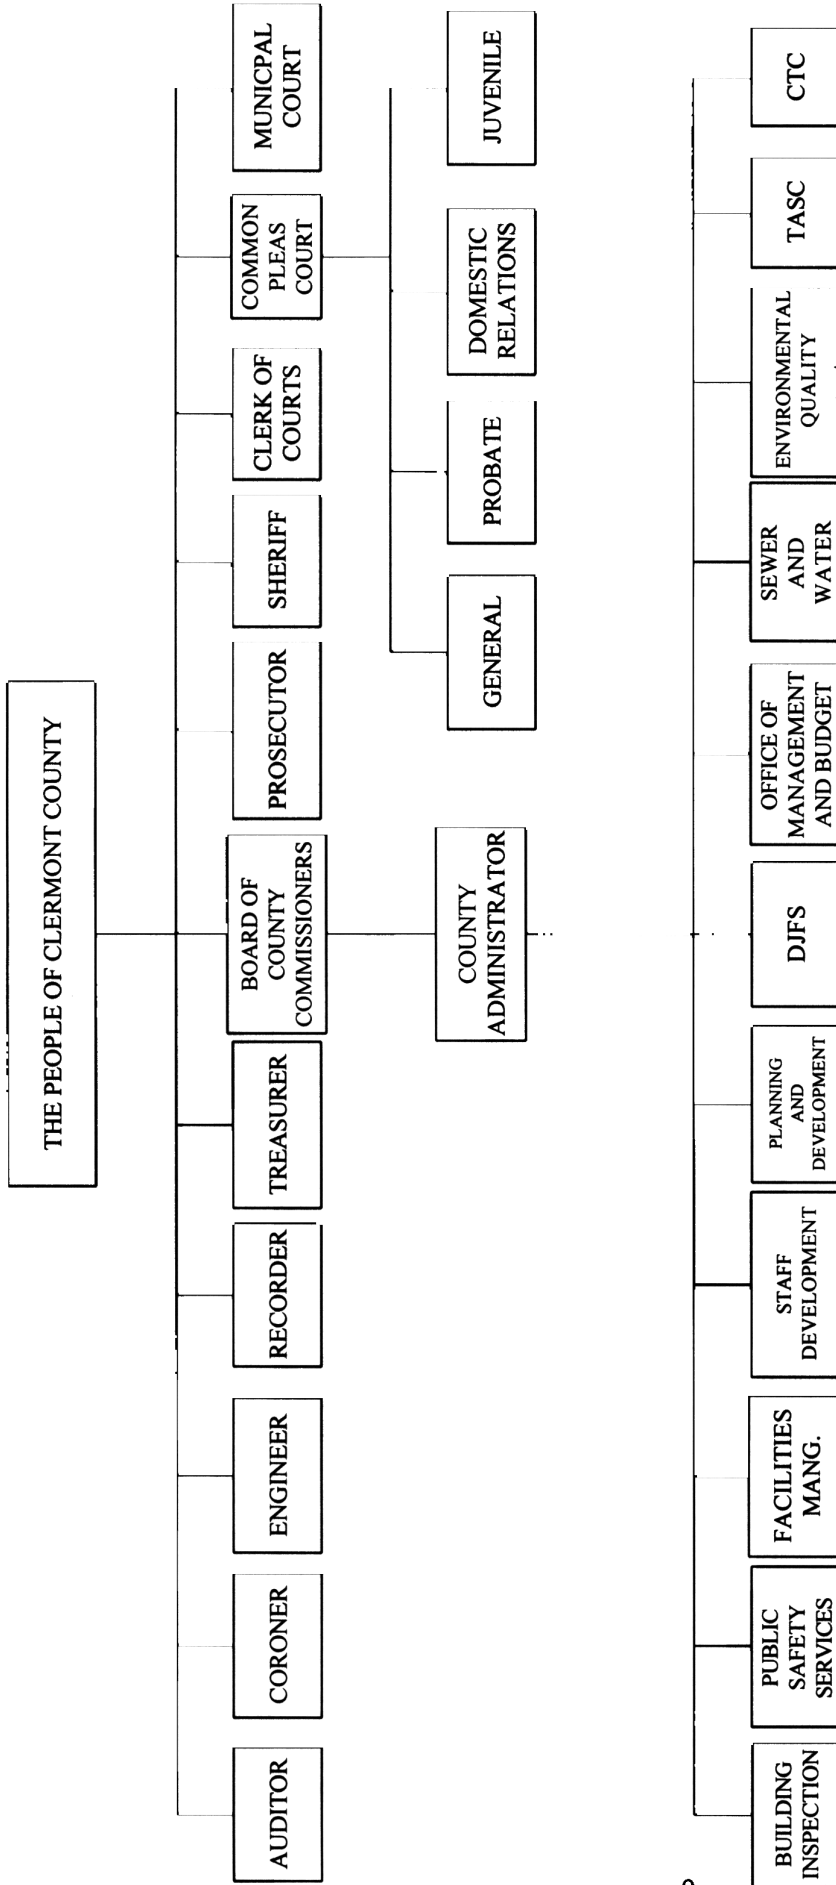 THE PEOPLE OF CLERMONT COUNTY
AUDITOR
CORONER
ENGINEER
RECORDER
TREASURER
BOARD OF
COUNTY
COMMISSIONERS
PROSECUTOR
SHERIFF
CLERK OF
COURTS
COMMON
PLEAS
COURT
MUNICPAL
COURT
COUNTY
ADMINISTRATOR
GENERAL
PROBATE
DOMESTIC
RELATIONS
JUVENILE
BUILDING
INSPECTION
PUBLIC
SAFETY
SERVICES
FACILITIES
MANG.
STAFF
DEVELOPMENT
PLANNING
AND
DEVELOPMENT
DJFS
OFFICE OF
MANAGEMENT
AND BUDGET
SEWER
AND
WATER
ENVIRONMENTAL
QUALITY
TASC
CTC